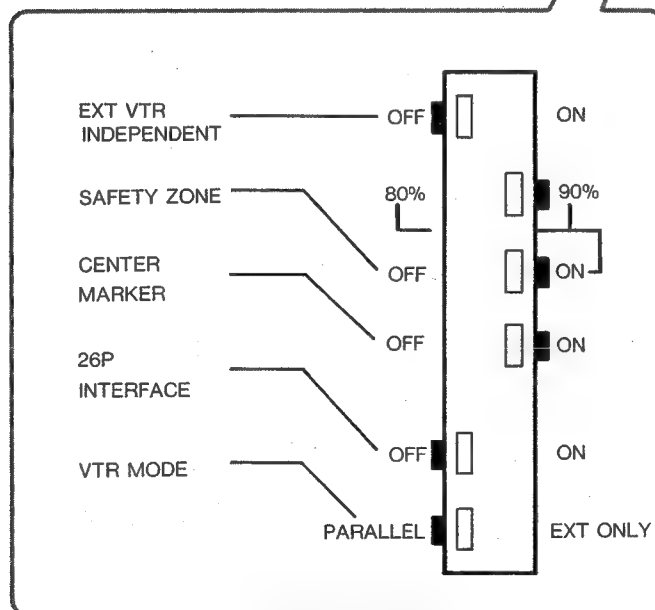 EXT VTR
INDEPENDENT
OFF
ON
SAFETY ZONE
80%
90%
OFF
ON
CENTER
MARKER
OFF
ON
26P
INTERFACE
OFF
ON
VTR MODE
PARALLEL
EXT ONLY